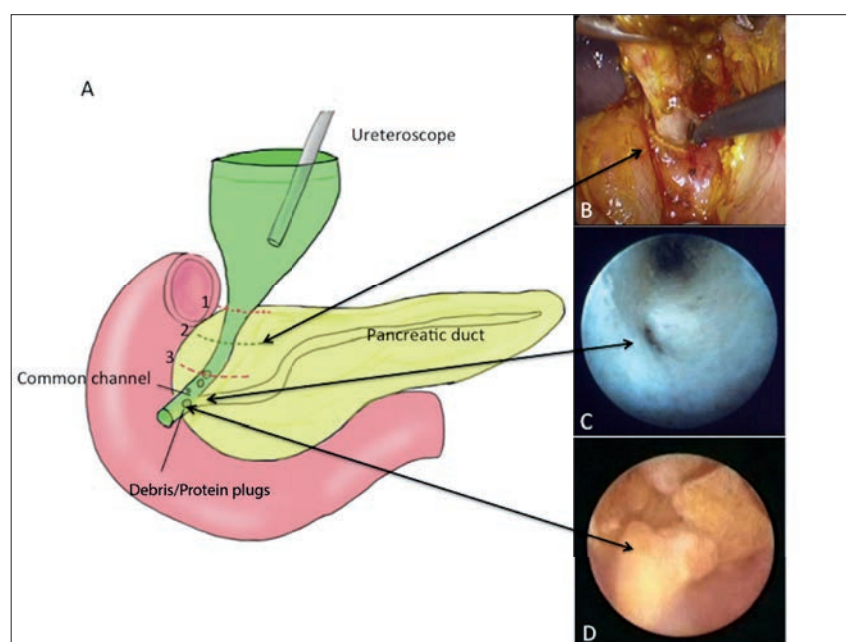 A
Ureteroscope
B
1
2
Pancreatic duct
3
Common channel
C
Debris/Protein plugs
D